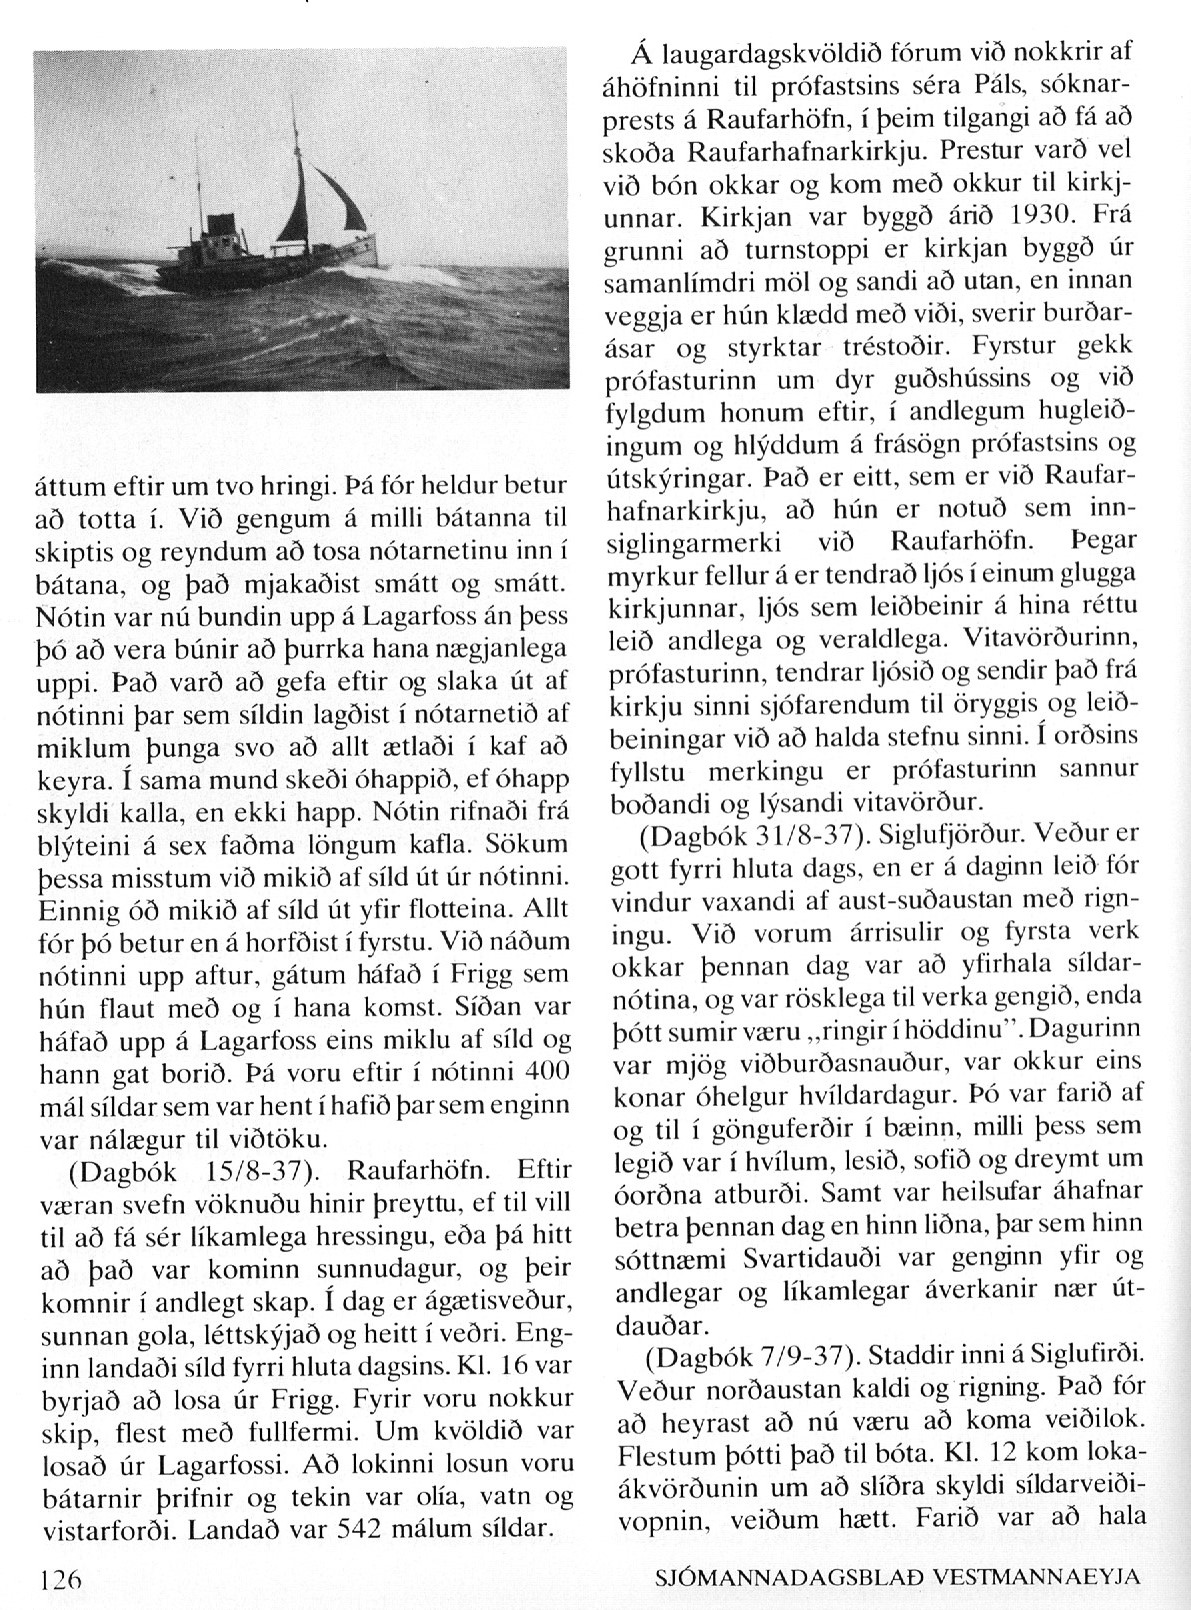 áttum eftir um tvo hringi. Þá fór heldur betur
að totta í. Við gengum á milli bátanna til
skiptis og reyndum að tosa nótarnetinu inn í
bátana, og það mjakaðist smátt og smátt.
Nótin var nú bundin upp á Lagarfoss án þess
þó að vera búnir að þurrka hana nægjanlega
uppi. Það varð að gefa eftir og slaka út af
nótinni þar sem síldin lagðist í nótarnetið af
miklum þunga svo að allt ætlaði í kaf að
keyra. Í sama mund skeði óhappið, ef óhapp
skyldi kalla, en ekki happ. Nótin rifnaði frá
blýteini á sex faðma löngum kafla. Sökum
þessa misstum við mikið af síld út úr nótinni.
Einnig óð mikið af síld út yfir flotteina. Allt
fór þó betur en á horfðist í fyrstu. Við náðum
nótinni upp aftur, gátum háfað í Frigg sem
hún flaut með og í hana komst. Síðan var
háfað upp á Lagarfoss eins miklu af síld og
hann gat borið. Þá voru eftir í nótinni 400
mál síldar sem var hent í hafið þar sem enginn
var nálægur til viðtöku.
(Dagbók 15/8-37). Raufarhöfn. Eftir
væran svefn vöknuðu hinir þreyttu, ef til vill
til að fá sér líkamlega hressingu, eða þá hitt
að það var kominn sunnudagur, og þeir
komnir í andlegt skap. Í dag er ágætisveður,
sunnan gola, léttskýjað og heitt í veðri. Eng-
inn landaði síld fyrri hluta dagsins. Kl. 16 var
byrjað að losa úr Frigg. Fyrir voru nokkur
skip, flest með fullfermi. Um kvöldið var
losað úr Lagarfossi. Að lokinni losun voru
bátarnir þrifnir og tekin var olía, vatn og
vistarforði. Landað var 542 málum síldar.
Á laugardagskvöldið fórum við nokkrir af
áhöfninni til prófastsins séra Páls, sóknar-
prests á Raufarhöfn, í þeim tilgangi að fá að
skoða Raufarhafnarkirkju. Prestur varð vel
við bón okkar og kom með okkur til kirkj-
unnar. Kirkjan var byggð árið 1930. Frá
grunni að turnstoppi er kirkjan byggð úr
samanlímdri möl og sandi að utan, en innan
veggja er hún klædd með viði, sverir burðar-
ásar og styrktar tréstoðir. Fyrstur gekk
prófasturinn um dyr guðshússins og við
fylgdum honum eftir, í andlegum hugleið-
ingum og hlýddum á frásögn prófastsins og
útskýringar. Það er eitt, sem er við Raufar-
hafnarkirkju, að hún er notuð sem inn-
siglingarmerki við Raufarhöfn. Þegar
myrkur fellur á er tendrað ljós í einum glugga
kirkjunnar, ljós sem leiðbeinir á hina réttu
leið andlega og veraldlega. Vitavörðurinn,
prófasturinn, tendrar ljósið og sendir það frá
kirkju sinni sjófarendum til öryggis og leið-
beiningar við að halda stefnu sinni. Í orðsins
fyllstu merkingu er prófasturinn sannur
boðandi og lýsandi vitavörður.
(Dagbók 31/8-37). Siglufjörður. Veður er
gott fyrri hluta dags, en er á daginn leið fór
vindur vaxandi af aust-suðaustan með rign-
ingu. Við vorum árrisulir og fyrsta verk
okkar þennan dag var að yfirhala síldar-
nótina, og var rösklega til verka gengið, enda
þótt sumir væru „ringir í höddinu”. Dagurinn
var mjög viðburðasnauður, var okkur eins
konar óhelgur hvíldardagur. Þó var farið af
og til í gönguferðir í bæinn, milli þess sem
legið var í hvílum, lesið, sofið og dreymt um
óorðna atburði. Samt var heilsufar áhafnar
betra þennan dag en hinn liðna, þar sem hinn
sóttnæmi Svartidauði var genginn yfir og
andlegar og líkamlegar áverkanir nær út-
dauðar.
(Dagbók 7/9-37). Staddir inni á Siglufirði.
Veður norðaustan kaldi og rigning. Það fór
að heyrast að nú væru að koma veiðilok.
Flestum þótti það til bóta. Kl. 12 kom loka-
ákvörðunin um að slíðra skyldi síldarveiði-
vopnin, veiðum hætt. Farið var að hala
126
SJÓMANNADAGSBLAÐ VESTMANNAEYJA